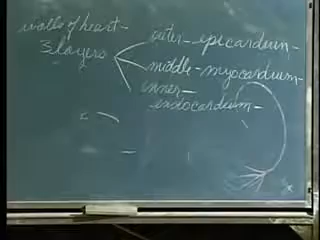 walls of heart -
3 layers
outer - epicardium -
middle - myocardium -
inner -
endocardium -